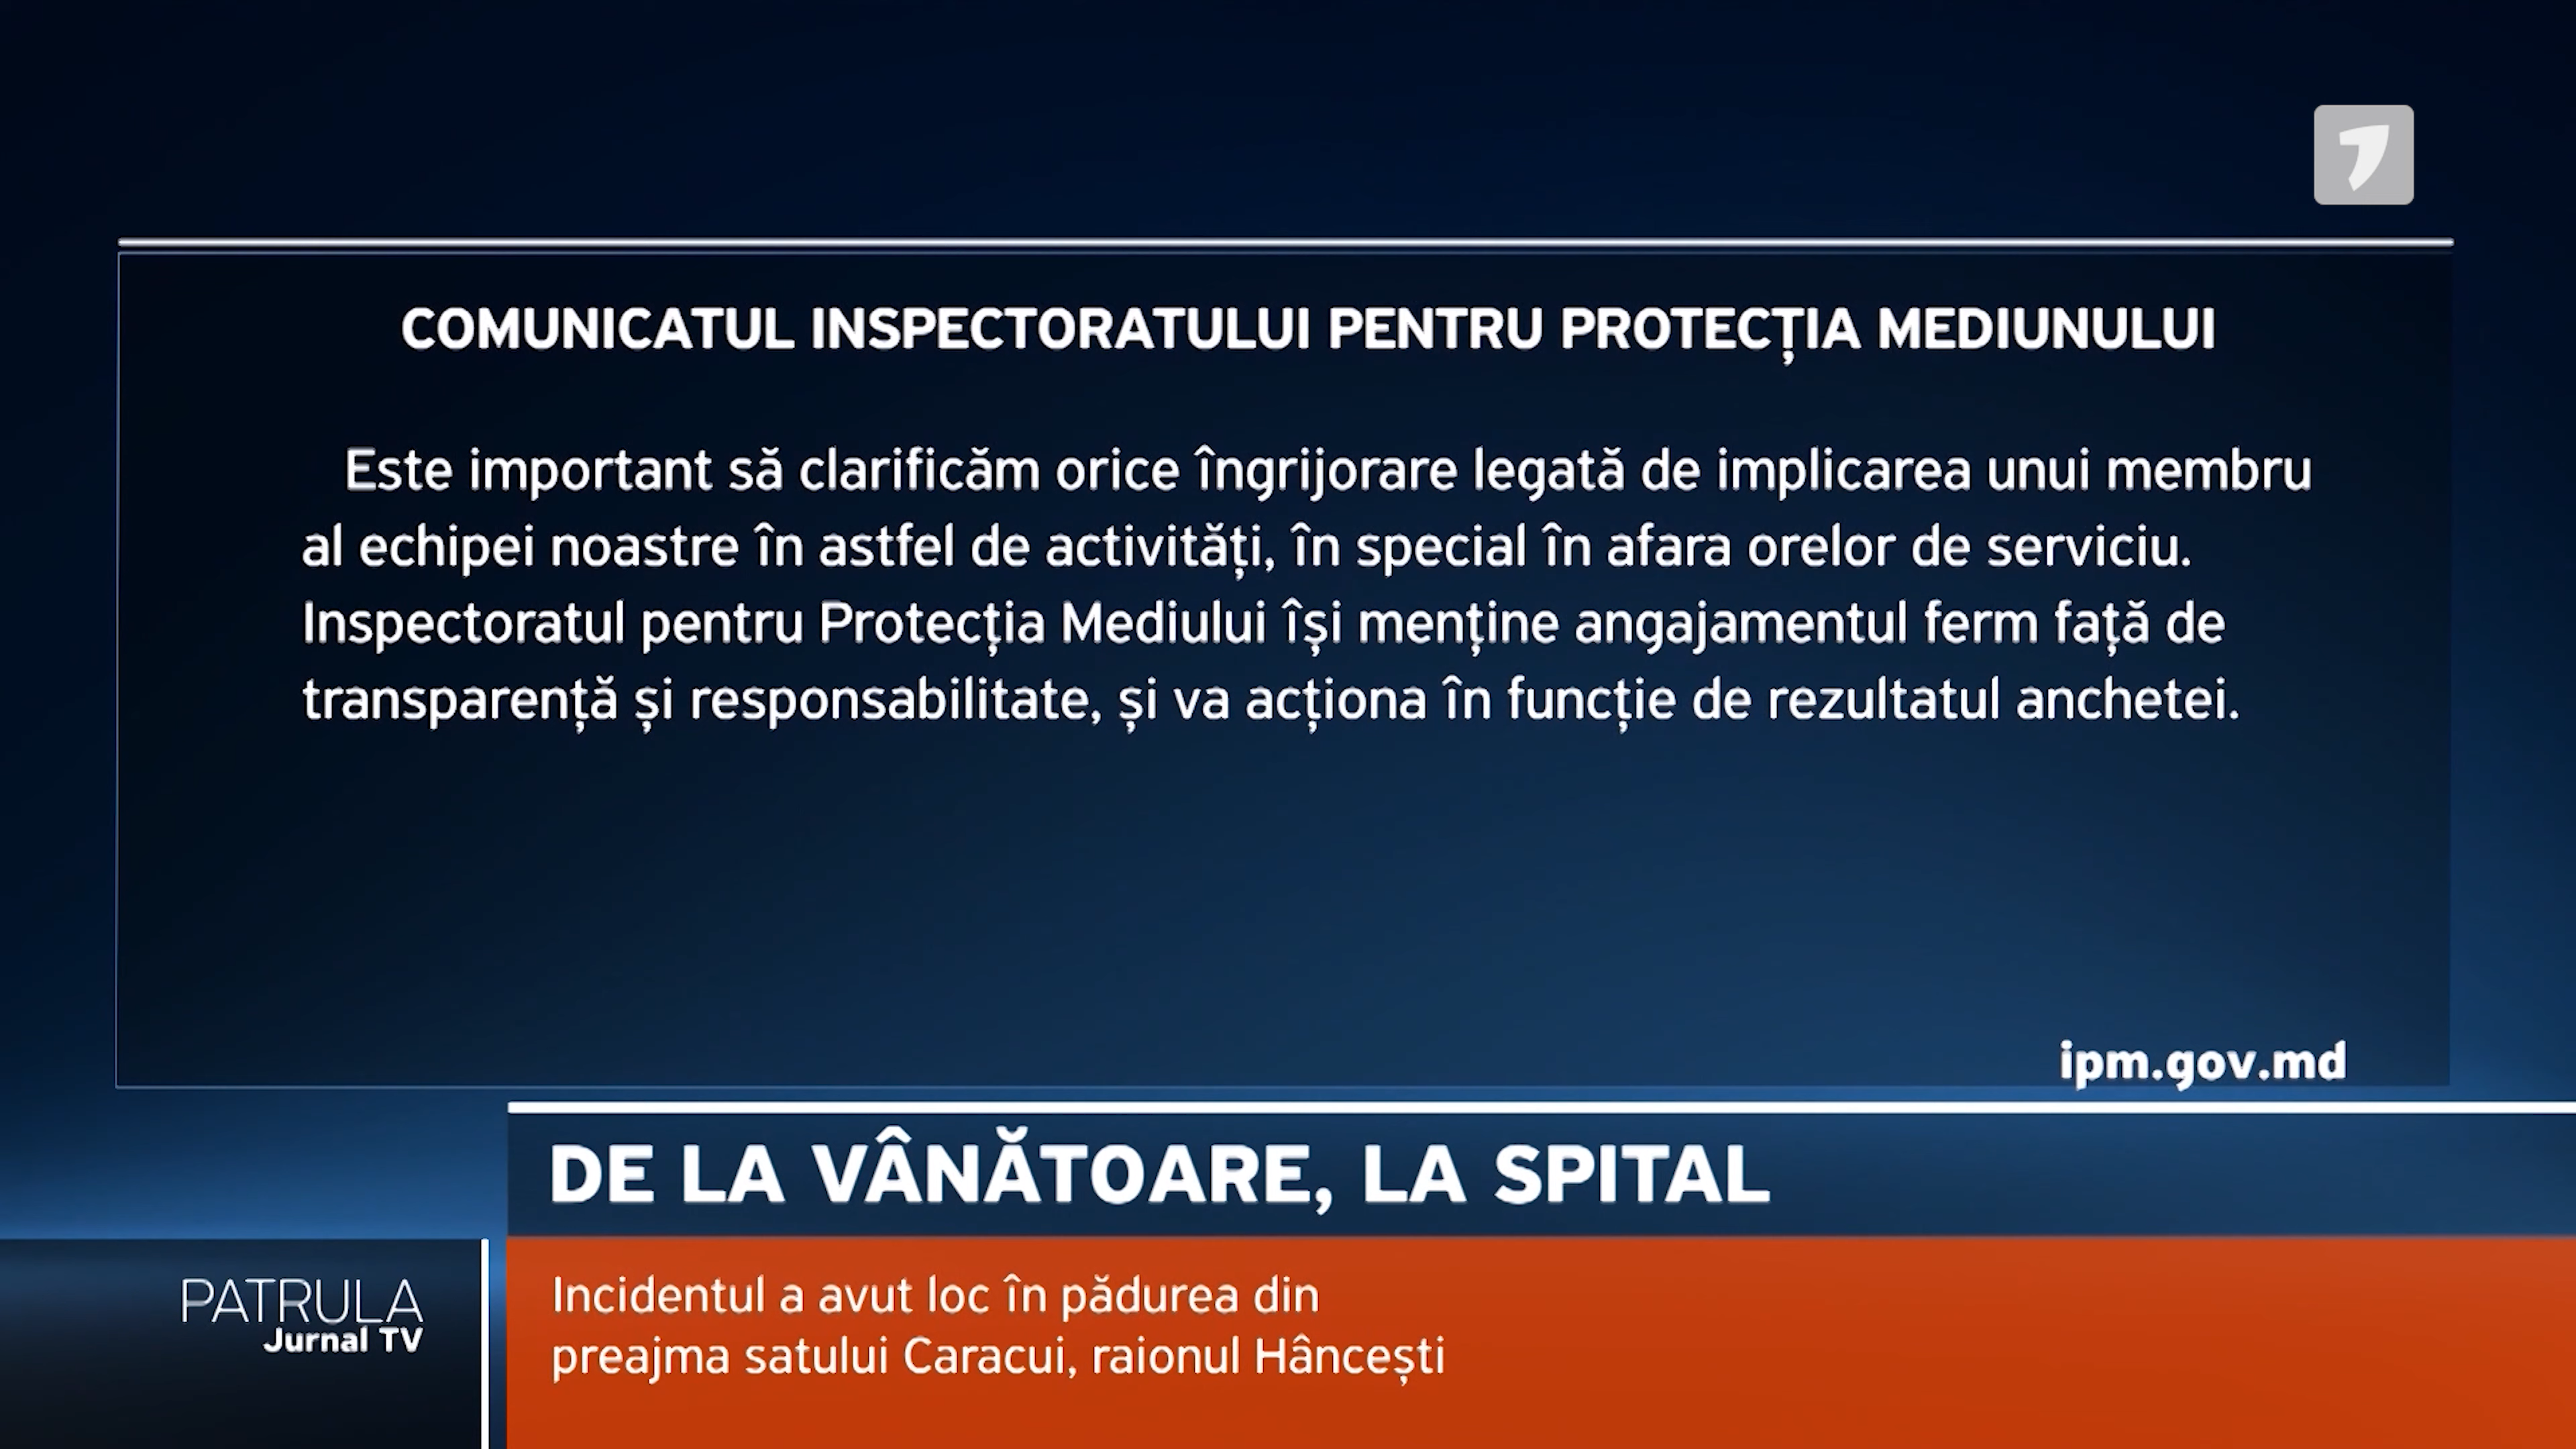 COMUNICATUL INSPECTORATULUI PENTRU PROTECȚIA MEDIUNULUI
Este important să clarificăm orice îngrijorare legată de implicarea unui membru
al echipei noastre în astfel de activități, în special în afara orelor de serviciu.
Inspectoratul pentru Protecția Mediului își menține angajamentul ferm față de
transparență și responsabilitate, și va acționa în funcție de rezultatul anchetei.
ipm.gov.md
DE LA VÂNĂTOARE, LA SPITAL
PATRULA
Jurnal TV
Incidentul a avut loc în pădurea din
preajma satului Caracui, raionul Hâncești